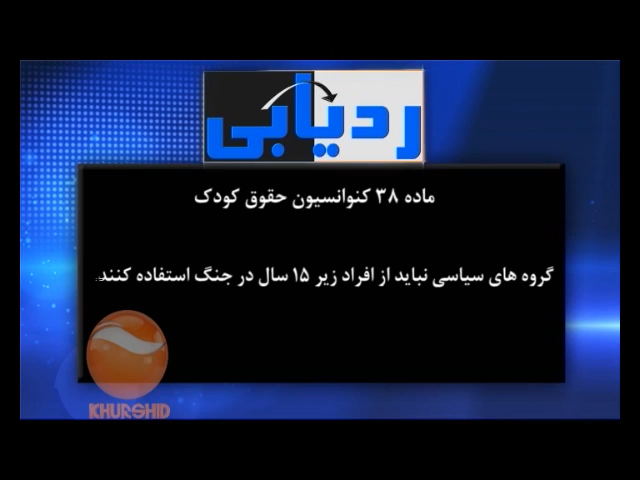 ردیابی
ماده ۳۸ کنوانسیون حقوق کودک
گروه های سیاسی نباید از افراد زیر ۱۵ سال در جنگ استفاده کنند
KHURSHID